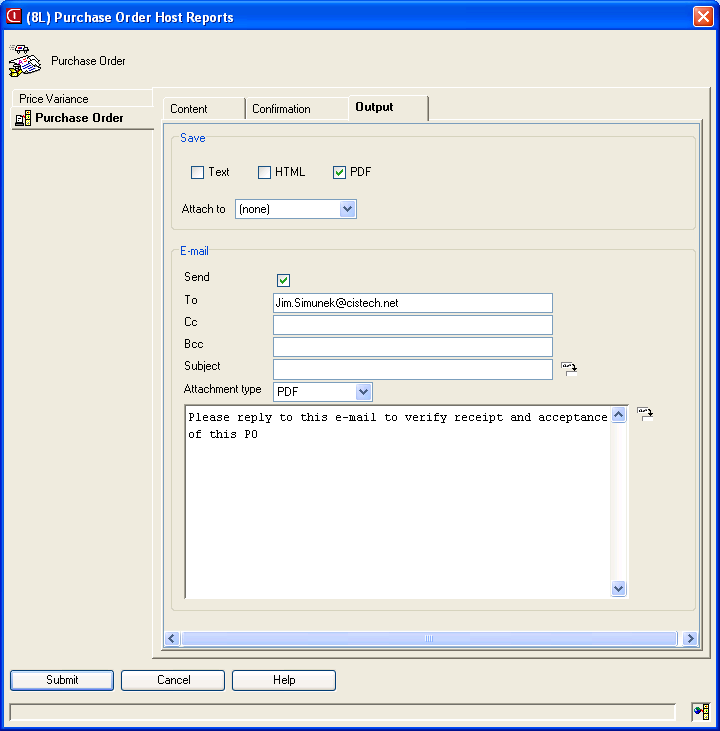 (8L) Purchase Order Host Reports
Purchase Order
Price Variance
Purchase Order
Content Confirmation Output
Save
Text HTML PDF
Attach to (none)
E-mail
Send
To Jim.Simunek@cistech.net
Cc
Bcc
Subject
Attachment type PDF
Please reply to this e-mail to verify receipt and acceptance
of this PO
Submit Cancel Help